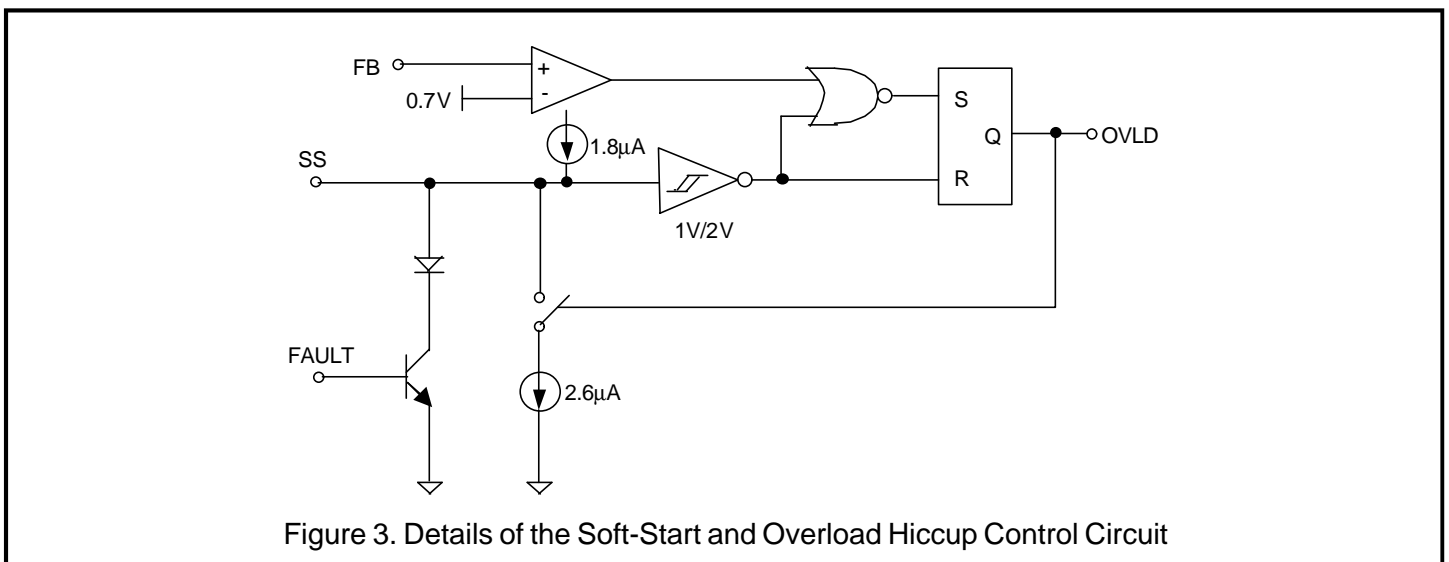 FB
+
-
0.7V
1.8μA
SS
S
Q
OVLD
R
1V/2V
FAULT
2.6μA
Figure 3. Details of the Soft-Start and Overload Hiccup Control Circuit